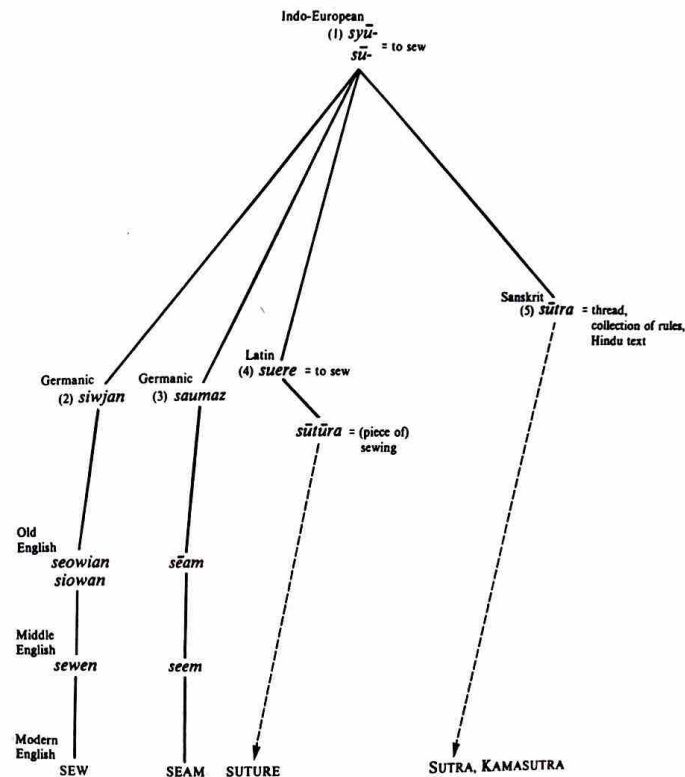 Indo-European
(1) syū-
sū- = to sew
Sanskrit
(5) sūtra = thread,
collection of rules,
Hindu text
Latin
(4) suere = to sew
Germanic
(2) siwjan
Germanic
(3) saumaz
sūtūra = (piece of)
sewing
Old
English
seowian
siowan
sēam
Middle
English
sewen
seem
Modern
English
SEW
SEAM
SUTURE
SUTRA, KAMASUTRA